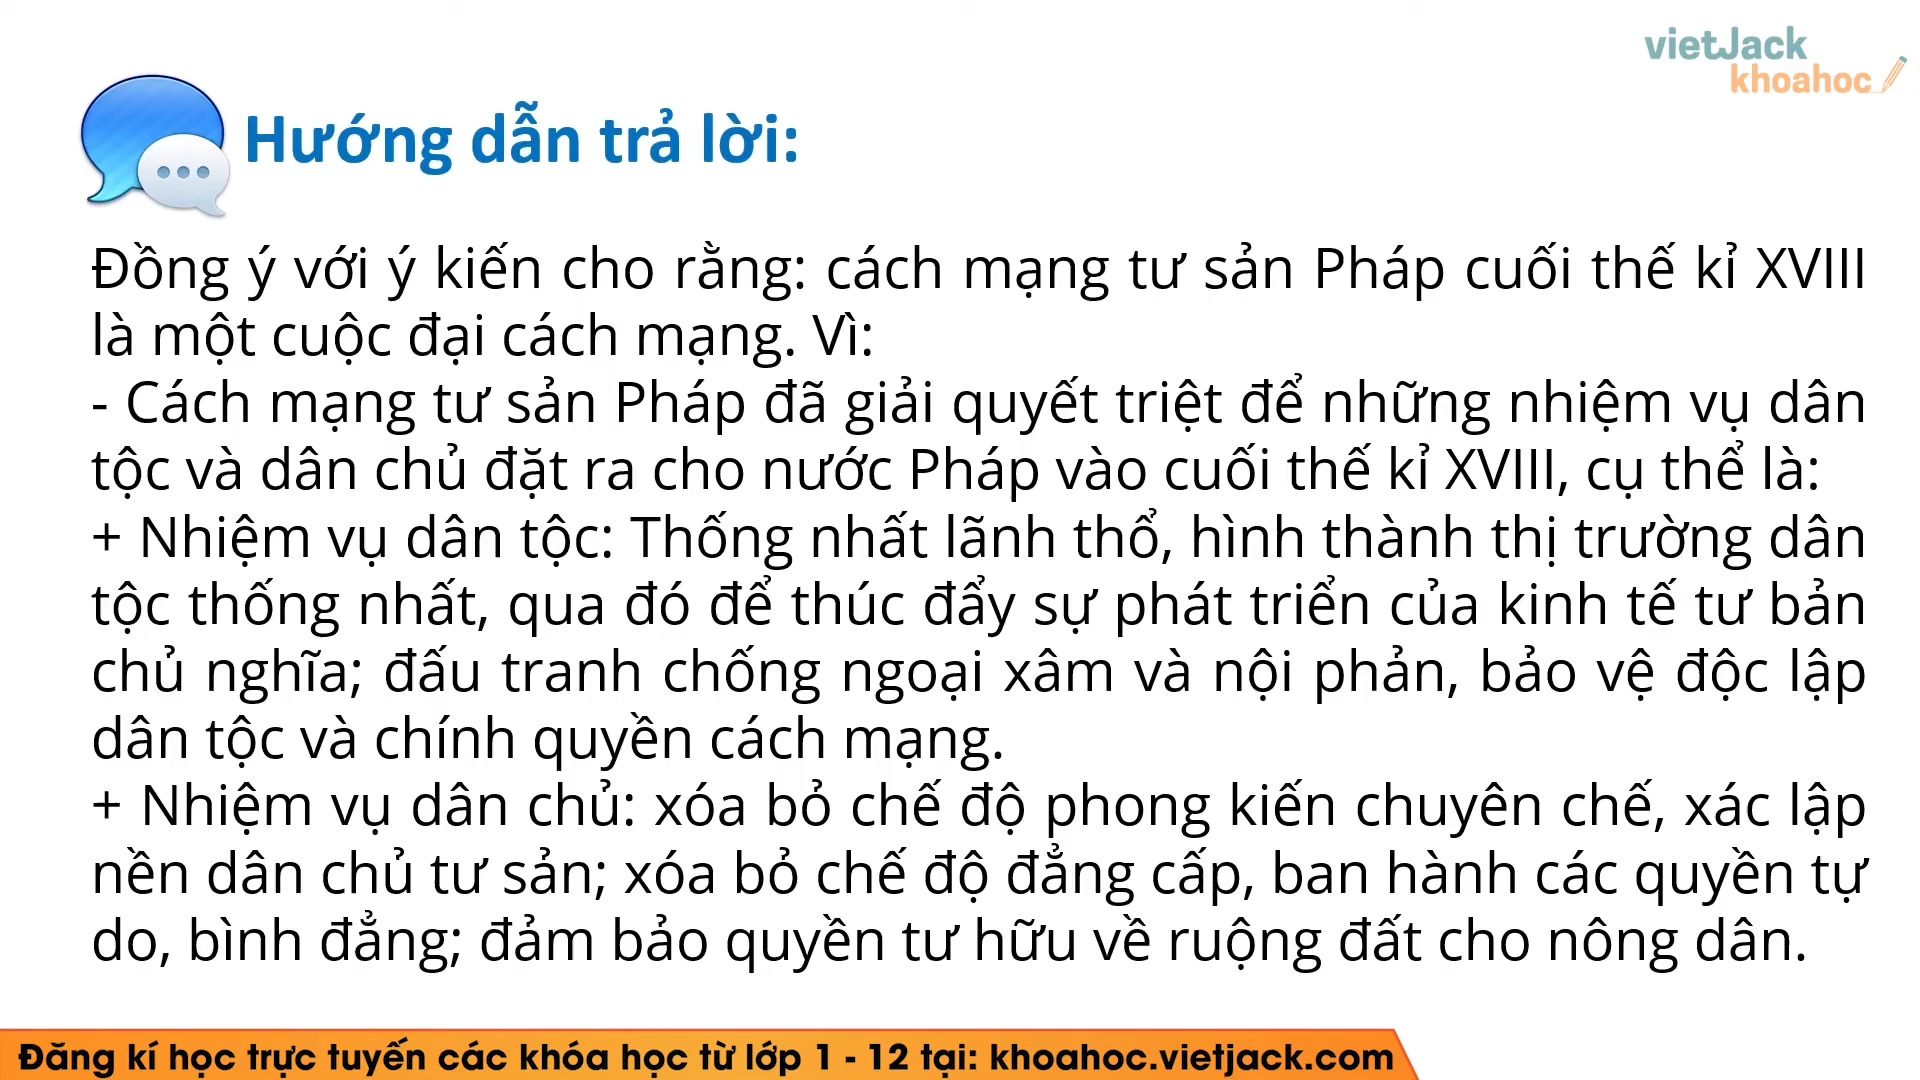 vietJack
khoahoc
Hướng dẫn trả lời:
Đồng ý với ý kiến cho rằng: cách mạng tư sản Pháp cuối thế kỉ XVIII
là một cuộc đại cách mạng. Vì:
- Cách mạng tư sản Pháp đã giải quyết triệt để những nhiệm vụ dân
tộc và dân chủ đặt ra cho nước Pháp vào cuối thế kỉ XVIII, cụ thể là:
+ Nhiệm vụ dân tộc: Thống nhất lãnh thổ, hình thành thị trường dân
tộc thống nhất, qua đó để thúc đẩy sự phát triển của kinh tế tư bản
chủ nghĩa; đấu tranh chống ngoại xâm và nội phản, bảo vệ độc lập
dân tộc và chính quyền cách mạng.
+ Nhiệm vụ dân chủ: xóa bỏ chế độ phong kiến chuyên chế, xác lập
nền dân chủ tư sản; xóa bỏ chế độ đẳng cấp, ban hành các quyền tự
do, bình đẳng; đảm bảo quyền tư hữu về ruộng đất cho nông dân.
Đăng kí học trực tuyến các khóa học từ lớp 1 - 12 tại: khoahoc.vietjack.com